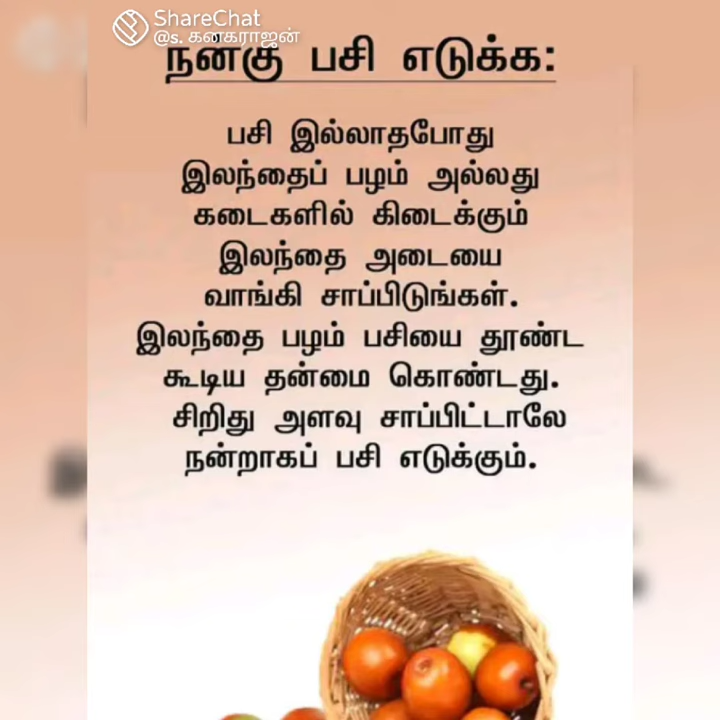 ShareChat
@s. கனகராஜன்
நன்கு பசி எடுக்க:
பசி இல்லாதபோது
இலந்தைப் பழம் அல்லது
கடைகளில் கிடைக்கும்
இலந்தை அடையை
வாங்கி சாப்பிடுங்கள்.
இலந்தை பழம் பசியை தூண்ட
கூடிய தன்மை கொண்டது.
சிறிது அளவு சாப்பிட்டாலே
நன்றாகப் பசி எடுக்கும்.